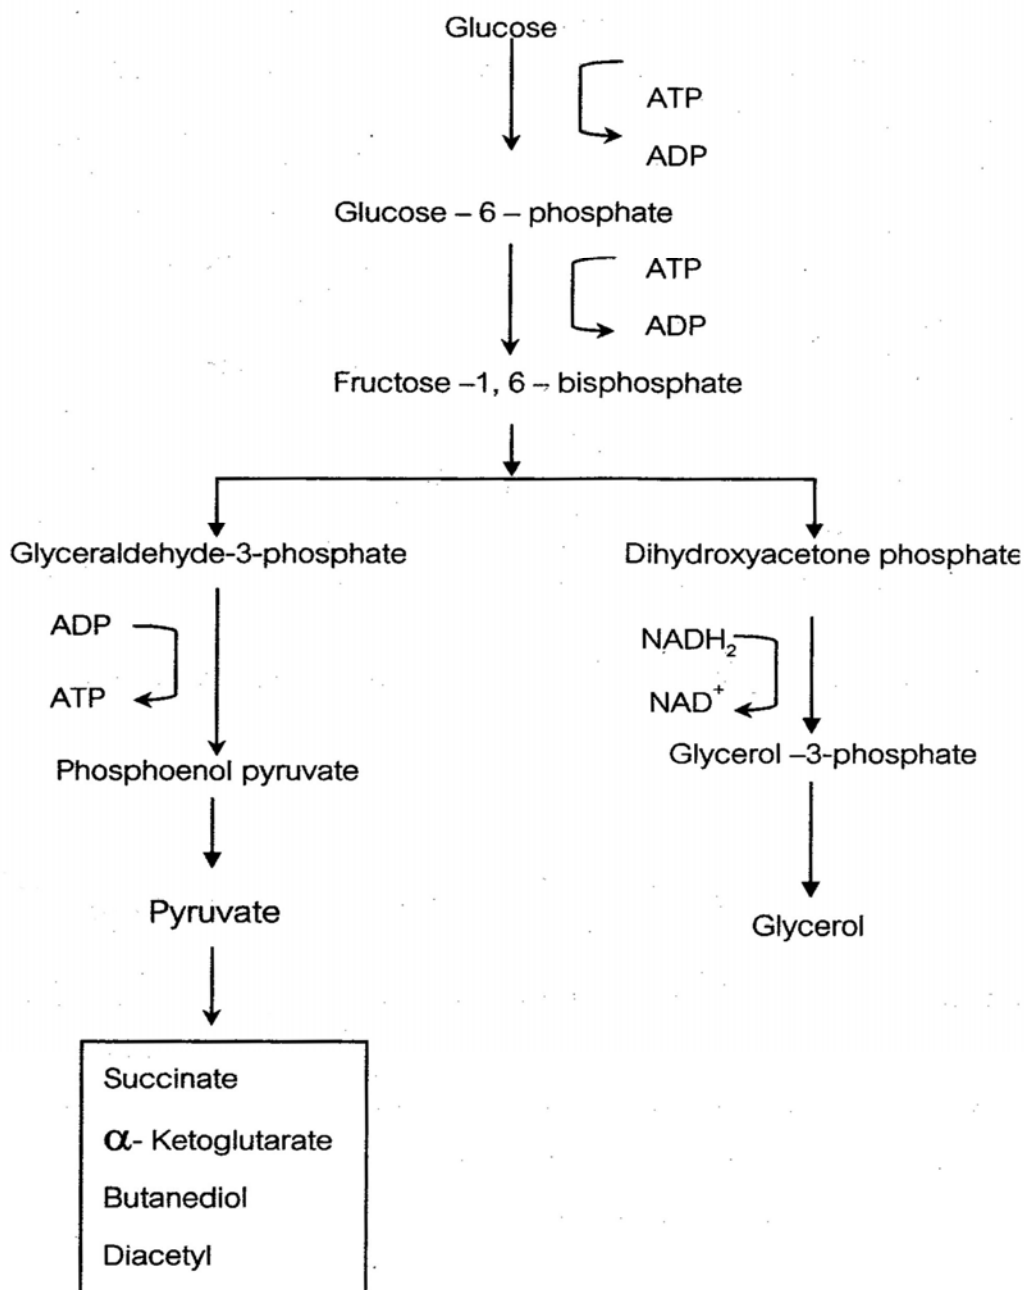 Glucose
ATP
ADP
Glucose – 6 – phosphate
ATP
ADP
Fructose –1, 6 – bisphosphate
Glyceraldehyde-3-phosphate
Dihydroxyacetone phosphate
ADP
ATP
NADH₂
NAD⁺
Phosphoenol pyruvate
Glycerol –3-phosphate
Pyruvate
Glycerol
Succinate
α- Ketoglutarate
Butanediol
Diacetyl